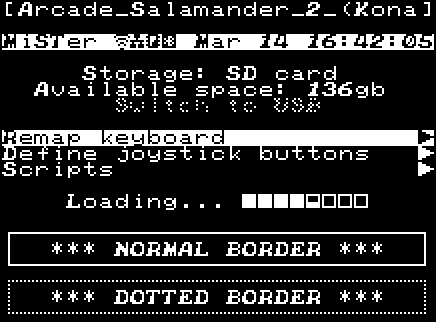 [Arcade_Salamander_2_(Kona]
MiSTer Mar 14 16:42:05
Storage: SD card
Available space: 136gb
Switch to USB
Remap keyboard
Define joystick buttons
Scripts
Loading...
*** NORMAL BORDER ***
*** DOTTED BORDER ***